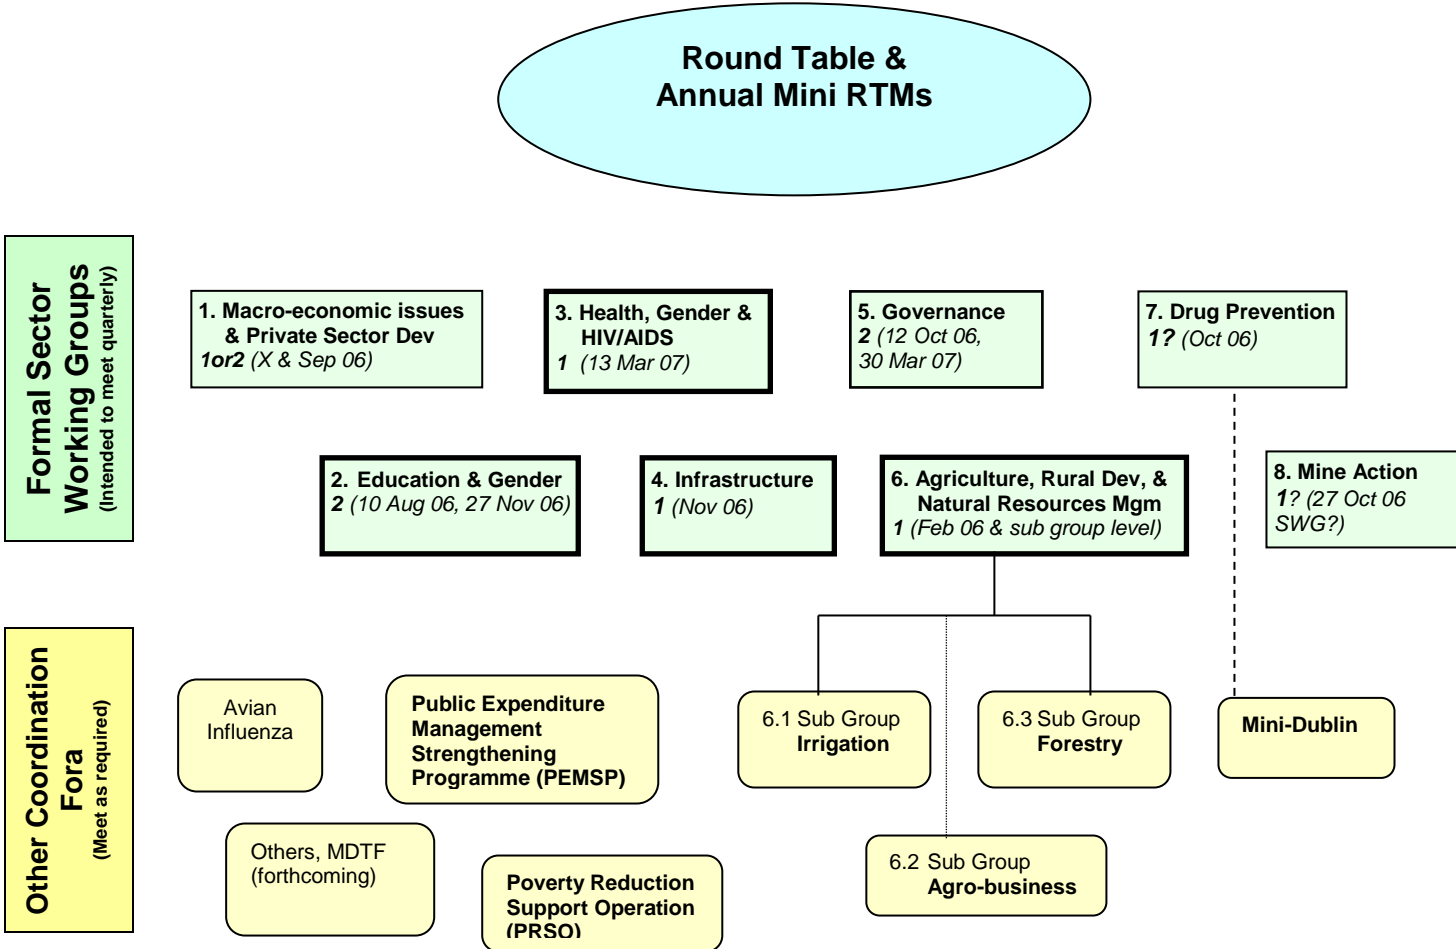 Round Table &
Annual Mini RTMs
Formal Sector
Working Groups
(Intended to meet quarterly)
1. Macro-economic issues
& Private Sector Dev
1or2 (X & Sep 06)
3. Health, Gender &
HIV/AIDS
1 (13 Mar 07)
5. Governance
2 (12 Oct 06,
30 Mar 07)
7. Drug Prevention
1? (Oct 06)
2. Education & Gender
2 (10 Aug 06, 27 Nov 06)
4. Infrastructure
1 (Nov 06)
6. Agriculture, Rural Dev, &
Natural Resources Mgm
1 (Feb 06 & sub group level)
8. Mine Action
1? (27 Oct 06
SWG?)
Other Coordination
Fora
(Meet as required)
Avian
Influenza
Public Expenditure
Management
Strengthening
Programme (PEMSP)
6.1 Sub Group
Irrigation
6.3 Sub Group
Forestry
Mini-Dublin
Others, MDTF
(forthcoming)
Poverty Reduction
Support Operation
(PRSO)
6.2 Sub Group
Agro-business